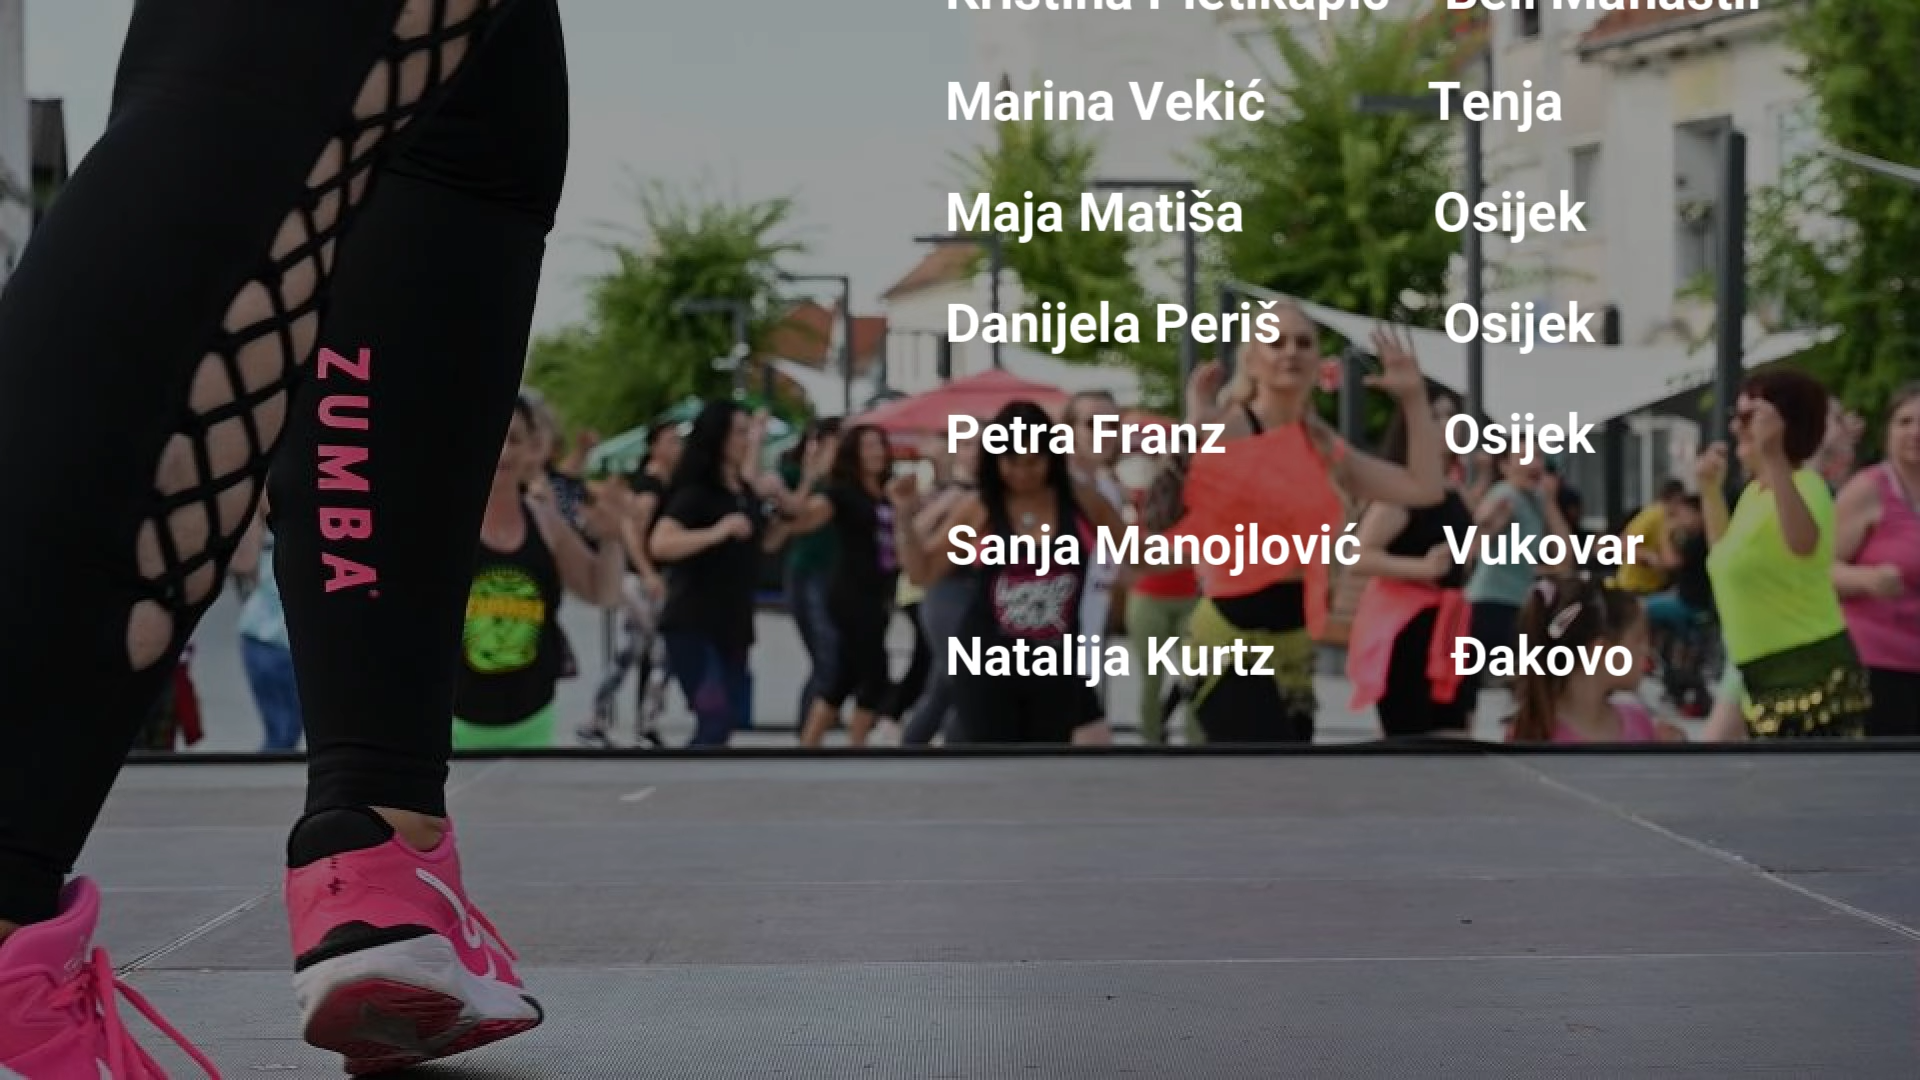 Marina Vekić Tenja
Maja Matiša Osijek
Danijela Periš Osijek
Petra Franz Osijek
Sanja Manojlović Vukovar
Natalija Kurtz Đakovo
ZUMBA